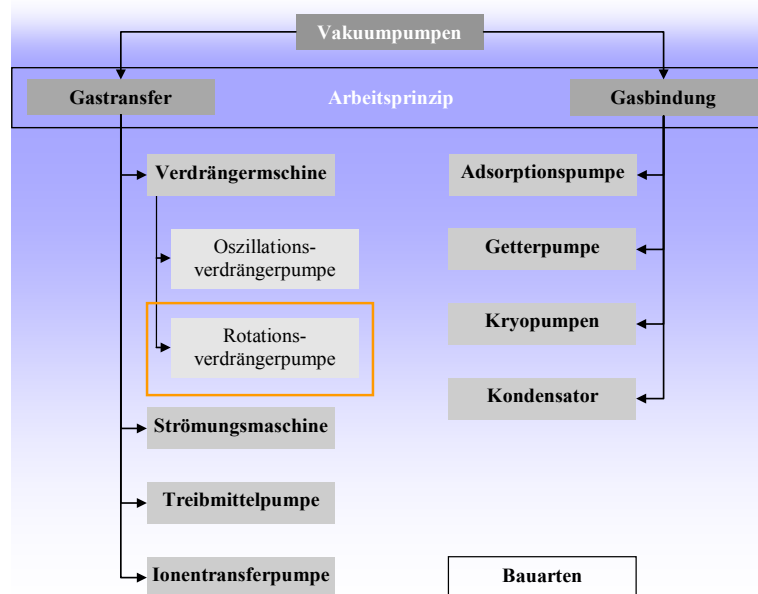 Vakuumpumpen
Gastransfer
Arbeitsprinzip
Gasbindung
Verdrängermschine
Oszillations-
verdrängerpumpe
Rotations-
verdrängerpumpe
Strömungsmaschine
Treibmittelpumpe
Ionentransferpumpe
Adsorptionspumpe
Getterpumpe
Kryopumpen
Kondensator
Bauarten